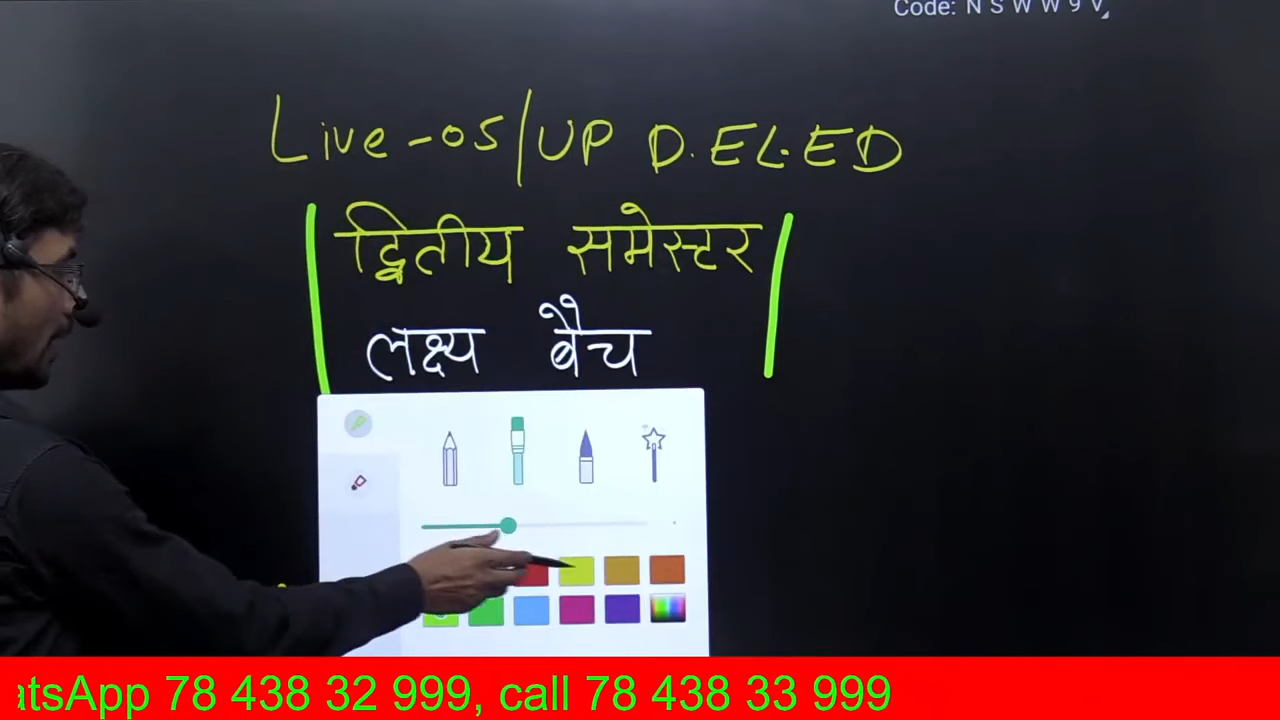 Code: N S W W 9 V
Live-05/UP D.EL.ED
द्वितीय समेस्टर
लक्ष्य बैच
atsApp 78 438 32 999, call 78 438 33 999